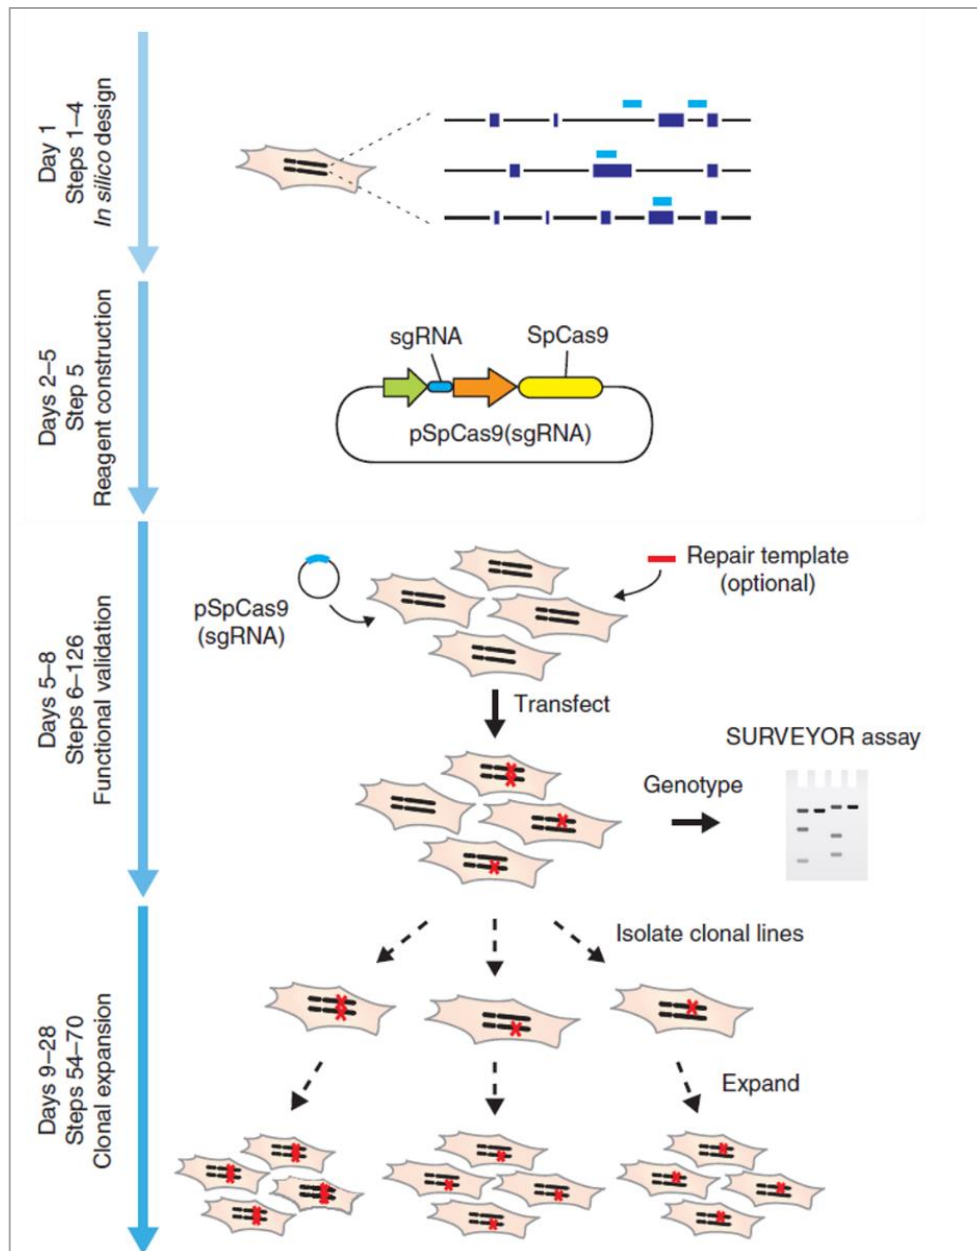 Day 1
Steps 1–4
In silico design
Days 2–5
Step 5
Reagent construction
sgRNA
SpCas9
pSpCas9(sgRNA)
Days 5–8
Steps 6–126
Functional validation
pSpCas9
(sgRNA)
Repair template
(optional)
Transfect
SURVEYOR assay
Genotype
Days 9–28
Steps 54–70
Clonal expansion
Isolate clonal lines
Expand